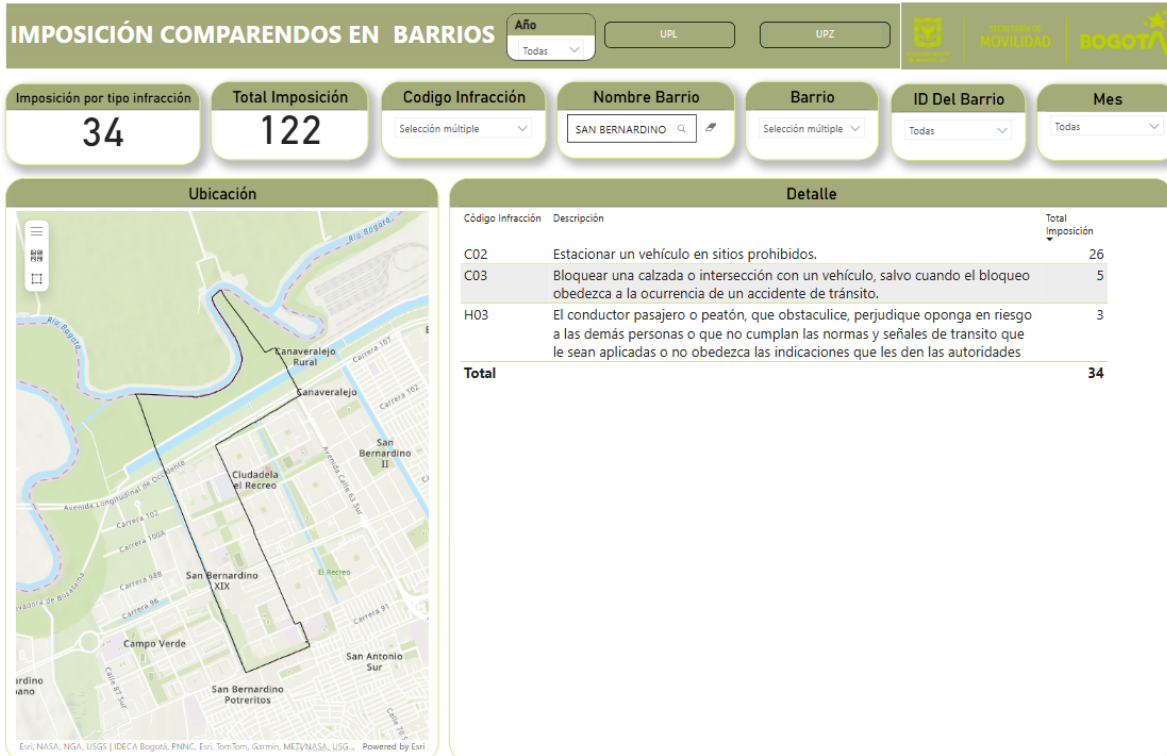 IMPOSICIÓN COMPARENDOS EN BARRIOS
Año
Todas
UPL
UPZ
SECRETARÍA DE
MOVILIDAD
BOGOTÁ
Imposición por tipo infracción
34
Total Imposición
122
Codigo Infracción
Selección múltiple
Nombre Barrio
SAN BERNARDINO
Barrio
Selección múltiple
ID Del Barrio
Todas
Mes
Todas
Ubicación
Río Bogotá
Río Bogotá
Canaveralejo
Rural
Carrera 107
Canaveralejo
Carrera 102
San
Bernardino
II
Ciudadela
el Recreo
Avenida Calle 63 Sur
Avenida Longitudinal de Occidente
Carrera 102
Carrera 100A
El Recreo
San Bernardino
XIX
Carrera 98B
Carrera 96
Carrera 91
Campo Verde
San Antonio
Sur
Calle 87 Sur
San Bernardino
Potreritos
Esri, NASA, NGA, USGS | IDECA Bogotá, PNNC, Esri, TomTom, Garmin, METI/NASA, USG... Powered by Esri
Detalle
Código Infracción Descripción Total
Imposición
C02 Estacionar un vehículo en sitios prohibidos. 26
C03 Bloquear una calzada o intersección con un vehículo, salvo cuando el bloqueo 5
obedezca a la ocurrencia de un accidente de tránsito.
H03 El conductor pasajero o peatón, que obstaculice, perjudique oponga en riesgo 3
a las demás personas o que no cumplan las normas y señales de transito que
le sean aplicadas o no obedezca las indicaciones que les den las autoridades
Total 34